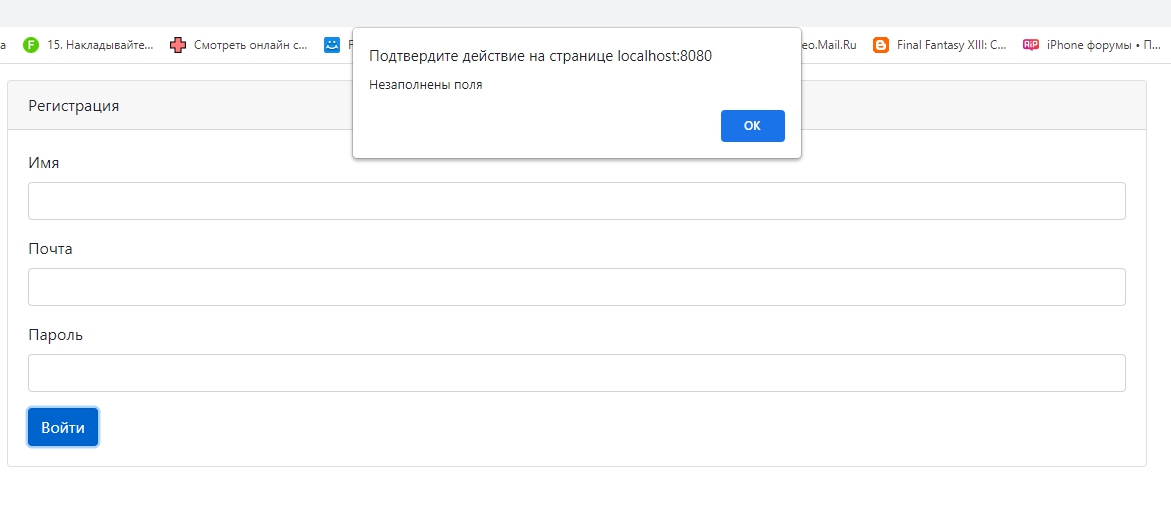 а 15. Накладывайте... Смотреть онлайн с... eo.Mail.Ru Final Fantasy XIII: С... RiP iPhone форумы • П...
Подтвердите действие на странице localhost:8080
Незаполнены поля
ОК
Регистрация
Имя
Почта
Пароль
Войти